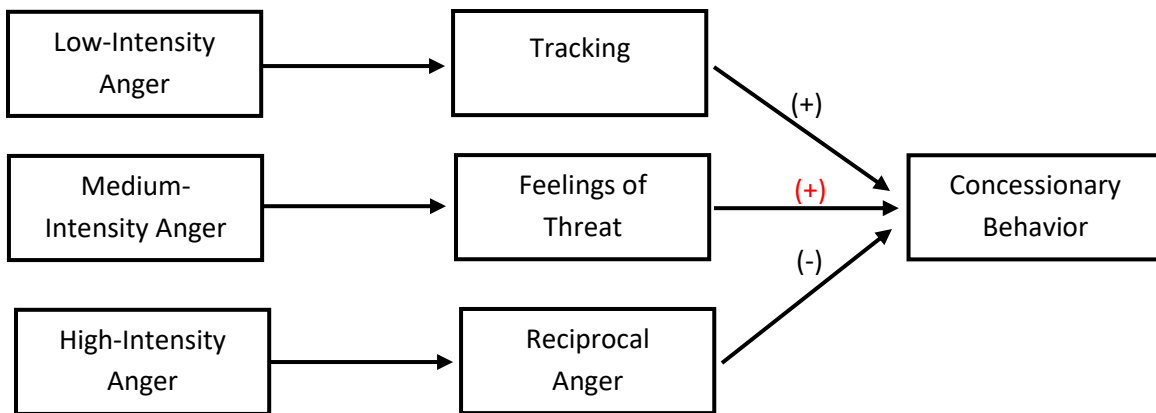 Low-Intensity
Anger
Tracking
(+)
Medium-
Intensity Anger
Feelings of
Threat
(+)
Concessionary
Behavior
(-)
High-Intensity
Anger
Reciprocal
Anger